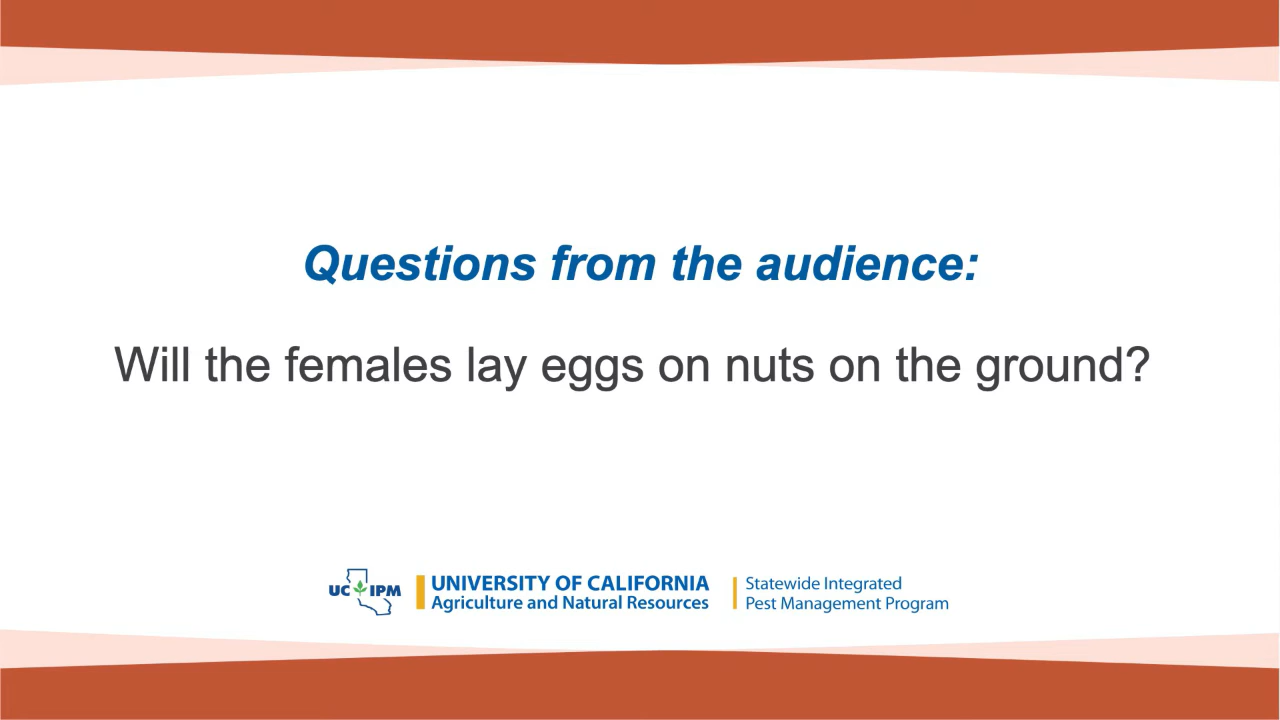 Questions from the audience:
Will the females lay eggs on nuts on the ground?
UC IPM
UNIVERSITY OF CALIFORNIA
Agriculture and Natural Resources
Statewide Integrated
Pest Management Program